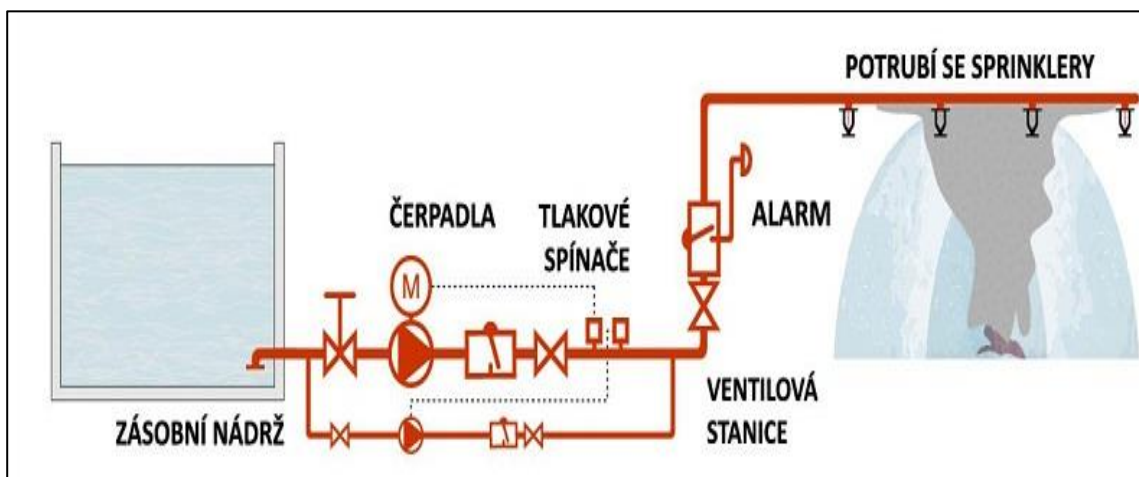 POTRUBÍ SE SPRINKLERY
ČERPADLA
TLAKOVÉ
SPÍNAČE
ALARM
M
VENTILOVÁ
STANICE
ZÁSOBNÍ NÁDRŽ